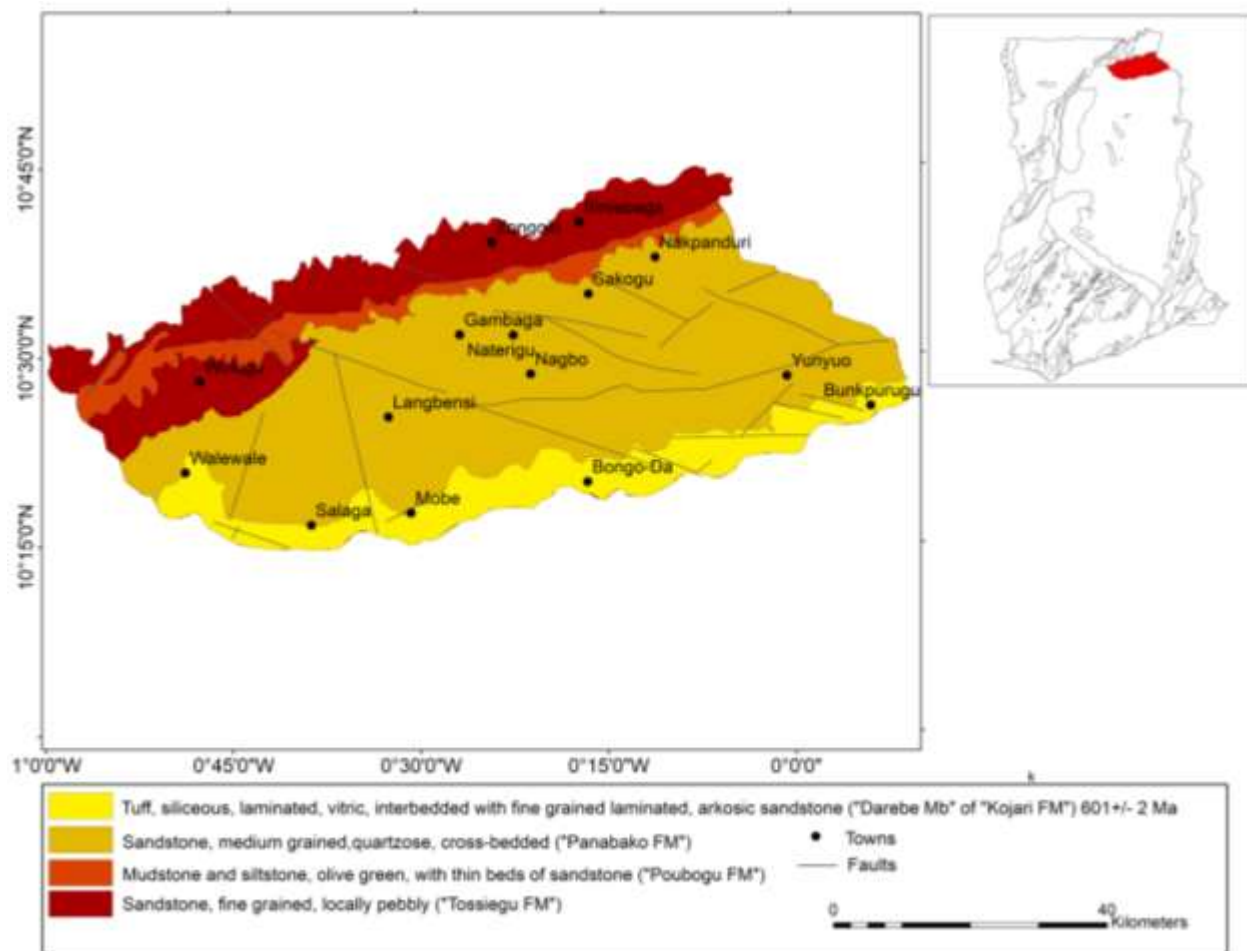 10°45'0"N
Nakpanduri
Sakogu
Gambaga
10°30'0"N
Naterigu
Nagbo
Yunyuo
Bunkpurugu
Langbensi
Walewale
Bongo-Da
Mobe
Salaga
10°15'0"N
1°0'0"W 0°45'0"W 0°30'0"W 0°15'0"W 0°0'0"
k
Tuff, siliceous, laminated, vitric, interbedded with fine grained laminated, arkosic sandstone ("Darebe Mb" of "Kojari FM") 601+/- 2 Ma
Sandstone, medium grained,quartzose, cross-bedded ("Panabako FM")
Towns
Mudstone and siltstone, olive green, with thin beds of sandstone ("Poubogu FM")
Faults
Sandstone, fine grained, locally pebbly ("Tossiegu FM")
0 40
Kilometers